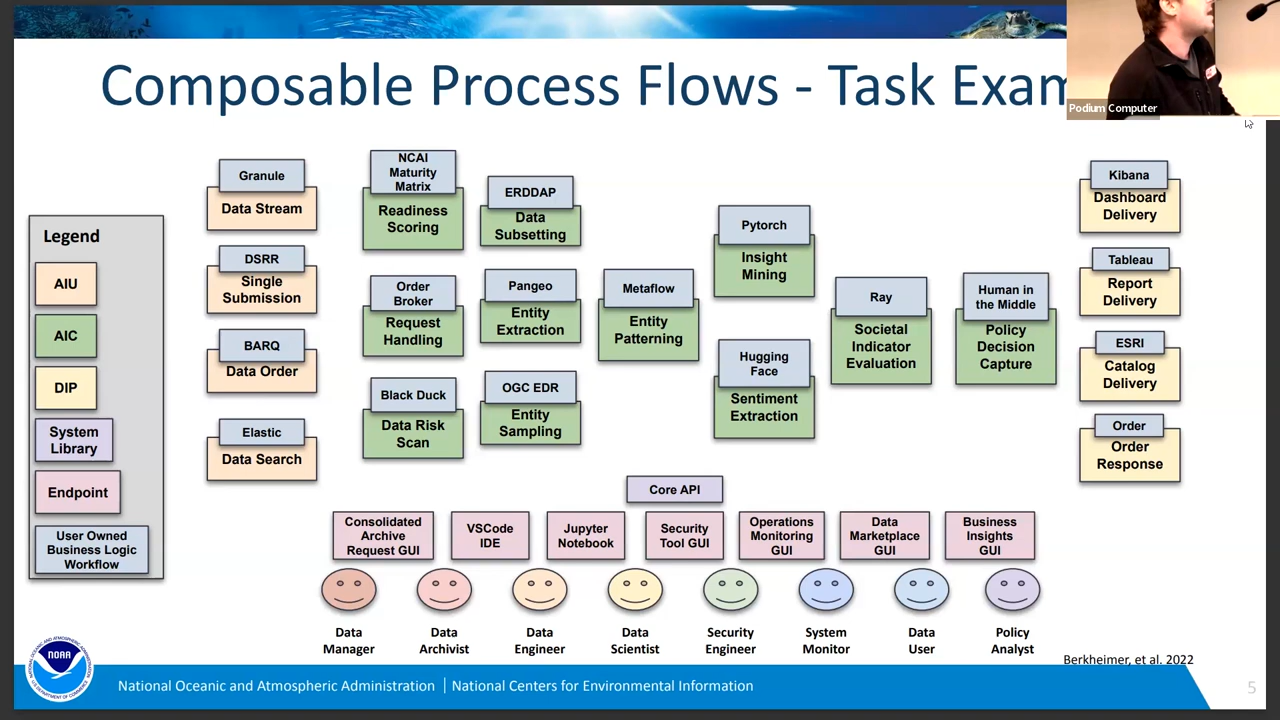 Composable Process Flows - Task Exam
Podium Computer
Legend
AIU
AIC
DIP
System
Library
Endpoint
User Owned
Business Logic
Workflow
Granule
Data Stream
DSRR
Single
Submission
BARQ
Data Order
Elastic
Data Search
NCAI
Maturity
Matrix
Readiness
Scoring
Order
Broker
Request
Handling
Black Duck
Data Risk
Scan
ERDDAP
Data
Subsetting
Pangeo
Entity
Extraction
OGC EDR
Entity
Sampling
Metaflow
Entity
Patterning
Pytorch
Insight
Mining
Hugging
Face
Sentiment
Extraction
Ray
Societal
Indicator
Evaluation
Human in
the Middle
Policy
Decision
Capture
Kibana
Dashboard
Delivery
Tableau
Report
Delivery
ESRI
Catalog
Delivery
Order
Order
Response
Core API
Consolidated
Archive
Request GUI
VSCode
IDE
Jupyter
Notebook
Security
Tool GUI
Operations
Monitoring
GUI
Data
Marketplace
GUI
Business
Insights
GUI
Data
Manager
Data
Archivist
Data
Engineer
Data
Scientist
Security
Engineer
System
Monitor
Data
User
Policy
Analyst
Berkheimer, et al. 2022
NOAA
National Oceanic and Atmospheric Administration | National Centers for Environmental Information
5